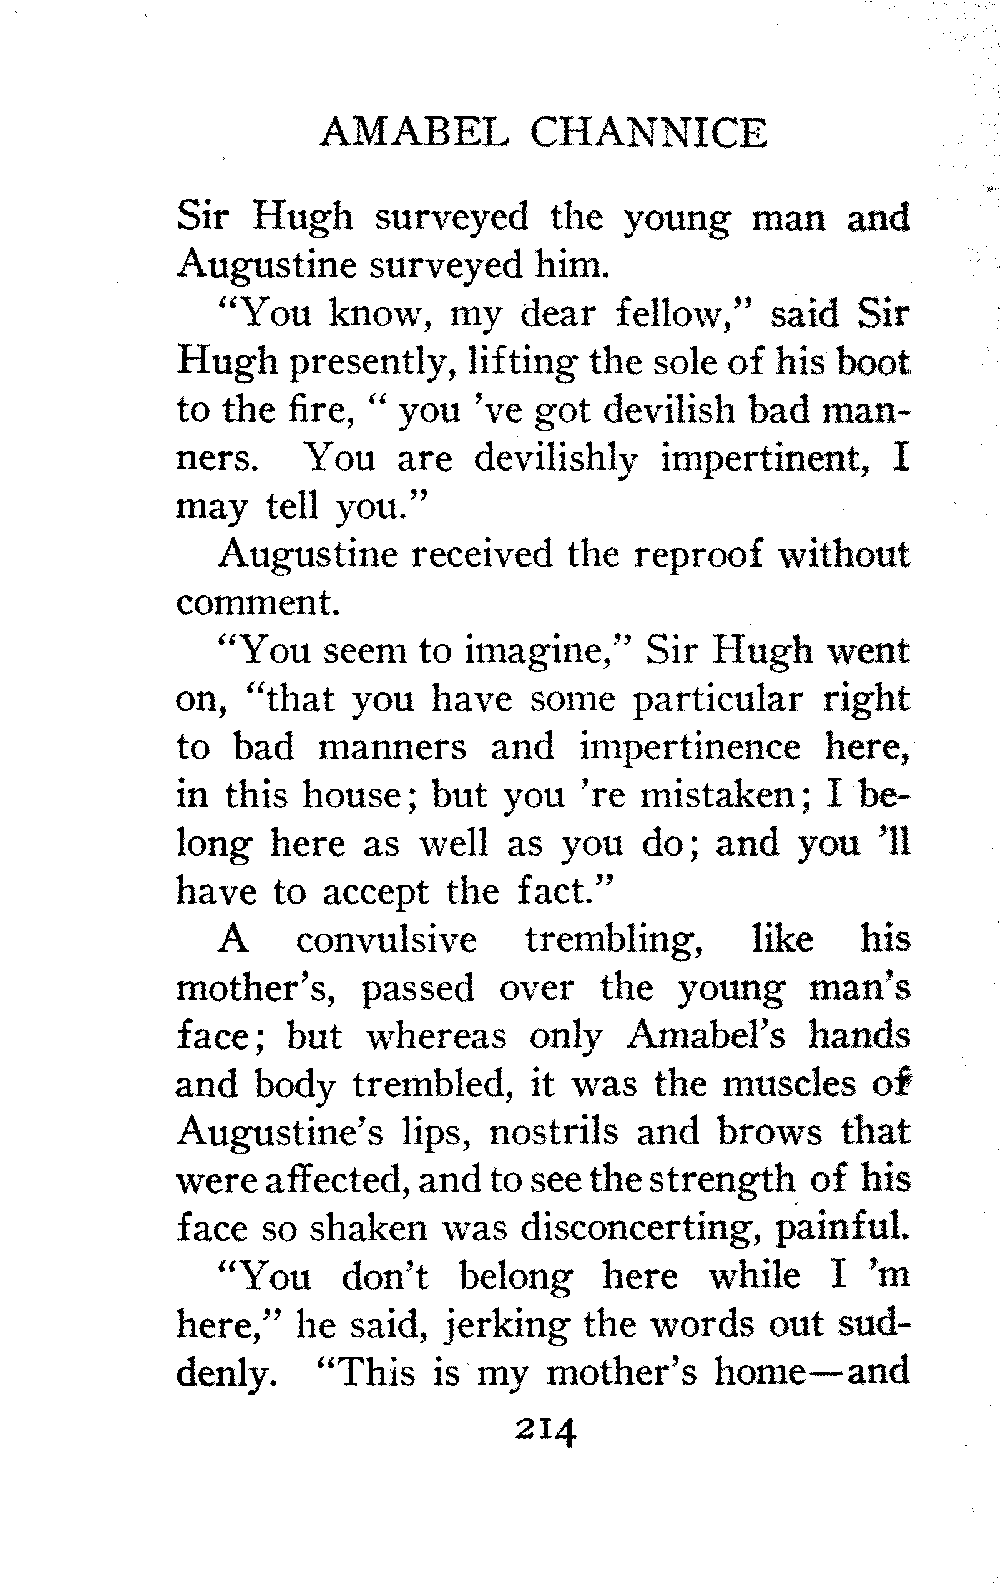 AMABEL CHANNICE
Sir Hugh surveyed the young man and
Augustine surveyed him.
“You know, my dear fellow,” said Sir
Hugh presently, lifting the sole of his boot
to the fire, “ you ’ve got devilish bad man-
ners. You are devilishly impertinent, I
may tell you.”
Augustine received the reproof without
comment.
“You seem to imagine,” Sir Hugh went
on, “that you have some particular right
to bad manners and impertinence here,
in this house; but you ’re mistaken; I be-
long here as well as you do; and you ’ll
have to accept the fact.”
A convulsive trembling, like his
mother’s, passed over the young man’s
face; but whereas only Amabel’s hands
and body trembled, it was the muscles of
Augustine’s lips, nostrils and brows that
were affected, and to see the strength of his
face so shaken was disconcerting, painful.
“You don’t belong here while I ’m
here,” he said, jerking the words out sud-
denly. “This is my mother’s home—and
214